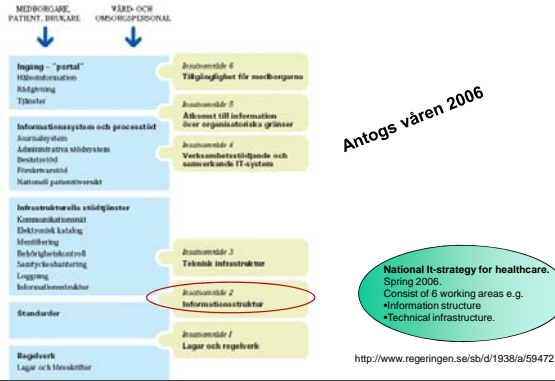 MEDBORGARE,
PATIENT, BRUKARE
VÅRD- OCH
OMSORGSPERSONAL
Ingång – "portal"
Hälsoinformation
Rådgivning
Tjänster
Informationssystem och processtöd
Journalsystem
Administrativa stödsystem
Beslutsstöd
Förskrivarstöd
Nationell patientöversikt
Infrastrukturella stödtjänster
Kommunikationsnät
Elektronisk katalog
Identifiering
Behörighetskontroll
Samtyckeshantering
Loggning
Informationsstruktur
Standarder
Regelverk
Lagar och föreskrifter
Insatsområde 6
Tillgänglighet för medborgarna
Insatsområde 5
Åtkomst till information
över organisatoriska gränser
Insatsområde 4
Verksamhetsstödjande och
samverkande IT-system
Insatsområde 3
Teknisk infrastruktur
Insatsområde 2
Informationsstruktur
Insatsområde 1
Lagar och regelverk
Antogs våren 2006
National It-strategy for healthcare.
Spring 2006.
Consist of 6 working areas e.g.
•Information structure
•Technical infrastructure.
http://www.regeringen.se/sb/d/1938/a/59472